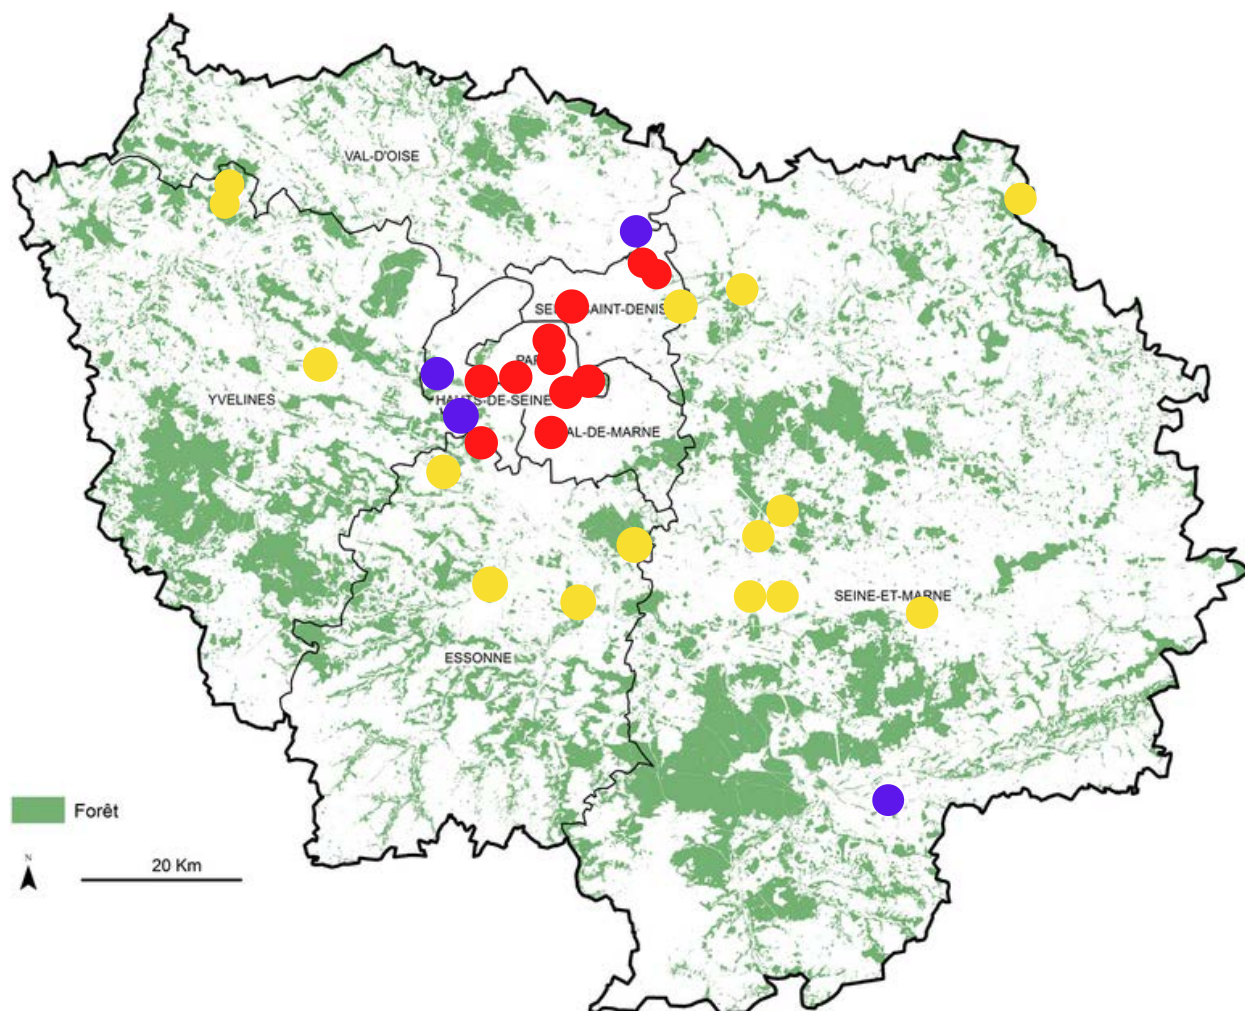 VAL-D'OISE
SE AINT-DENIS
PAR
YVELINES
HAUTS-DE-SEINE
AL-DE-MARNE
SEINE-ET-MARNE
ESSONNE
Forêt
N
20 Km